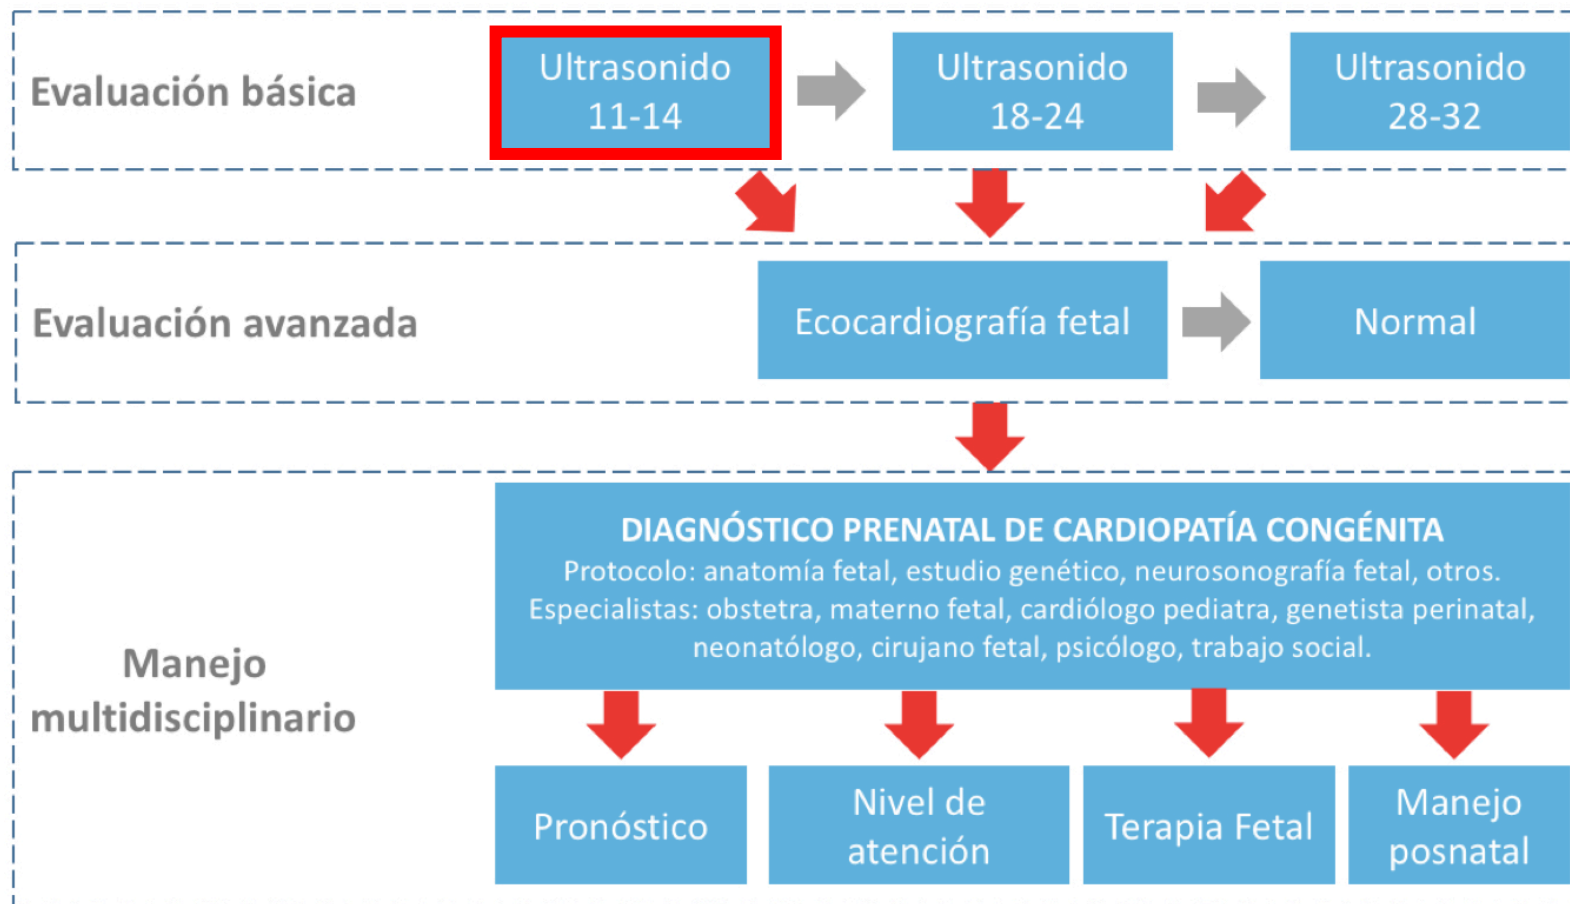 Evaluación básica
Ultrasonido
11-14
Ultrasonido
18-24
Ultrasonido
28-32
Evaluación avanzada
Ecocardiografía fetal
Normal
Manejo
multidisciplinario
DIAGNÓSTICO PRENATAL DE CARDIOPATÍA CONGÉNITA
Protocolo: anatomía fetal, estudio genético, neurosonografía fetal, otros.
Especialistas: obstetra, materno fetal, cardiólogo pediatra, genetista perinatal,
neonatólogo, cirujano fetal, psicólogo, trabajo social.
Pronóstico
Nivel de
atención
Terapia Fetal
Manejo
posnatal